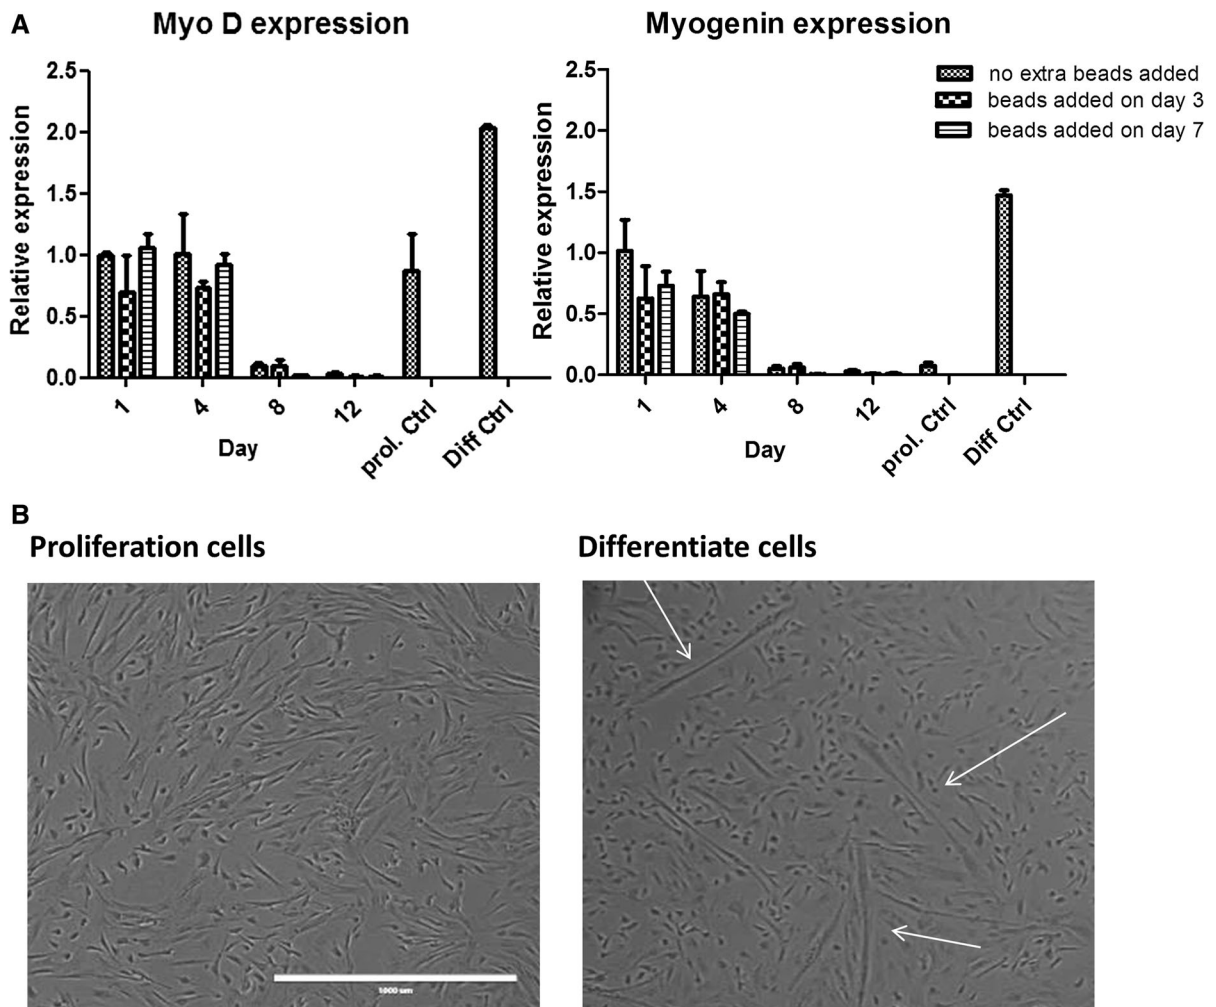 A
Myo D expression
Myogenin expression
no extra beads added
beads added on day 3
beads added on day 7
Relative expression
2.5
2.0
1.5
1.0
0.5
0.0
1
4
8
12
prol. Ctrl
Diff Ctrl
Day
Relative expression
2.5
2.0
1.5
1.0
0.5
0.0
1
4
8
12
prol. Ctrl
Diff Ctrl
Day
B
Proliferation cells
Differentiate cells
1000 um